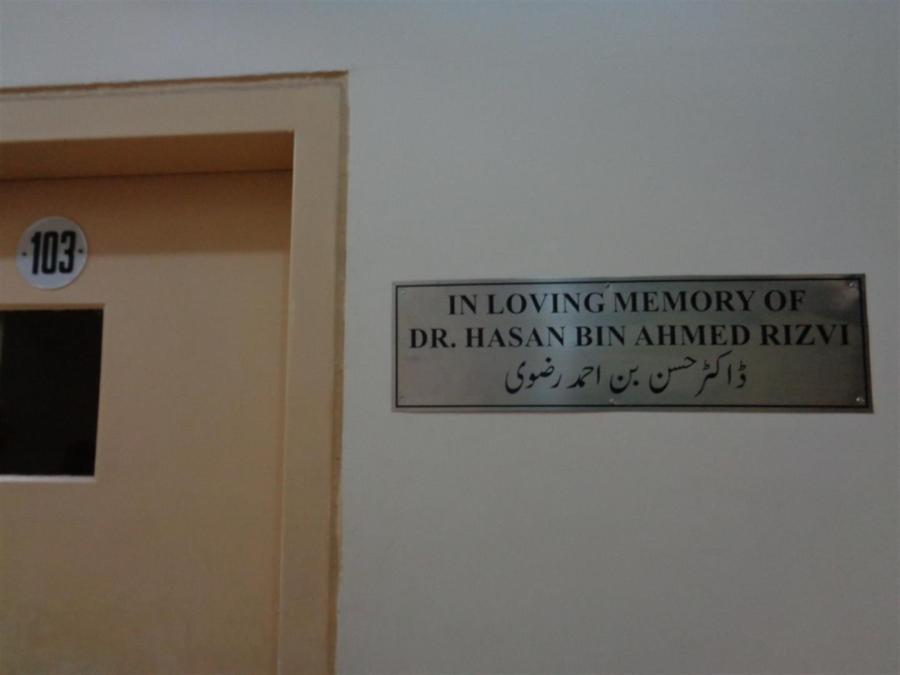 103
IN LOVING MEMORY OF
DR. HASAN BIN AHMED RIZVI
ڈاکٹر حسن بن احمد رضوی